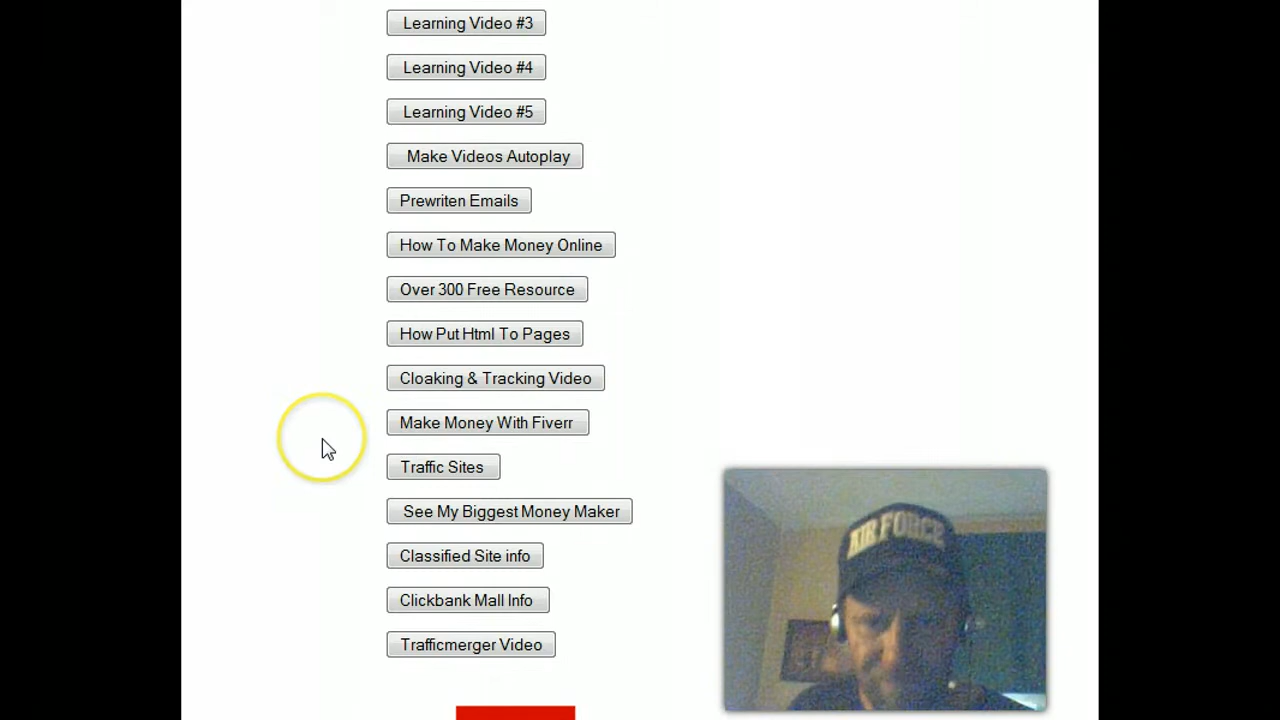 Learning Video #3
Learning Video #4
Learning Video #5
Make Videos Autoplay
Prewriten Emails
How To Make Money Online
Over 300 Free Resource
How Put Html To Pages
Cloaking & Tracking Video
Make Money With Fiverr
Traffic Sites
See My Biggest Money Maker
Classified Site info
Clickbank Mall Info
Trafficmerger Video
AIR FORCE